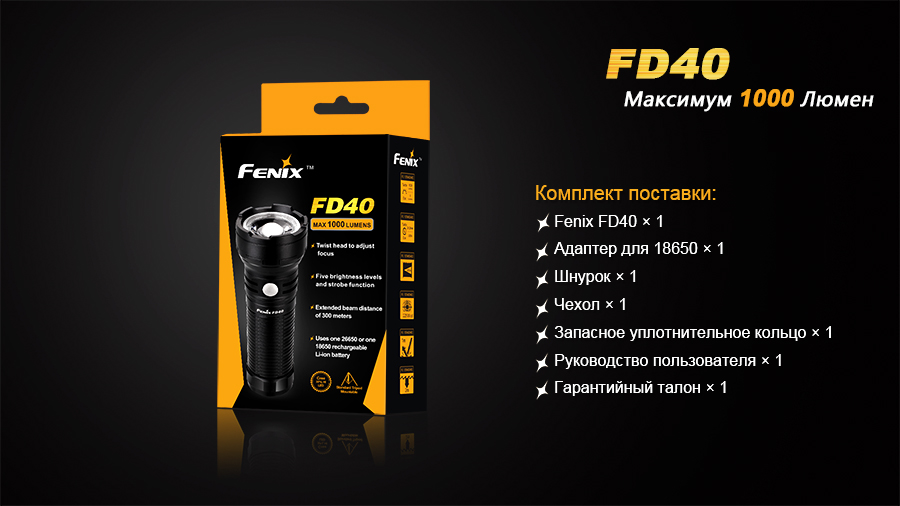 FD40
Максимум 1000 Люмен
FENIX™
FD40
MAX 1000 LUMENS
Twist head to adjust
focus
Five brightness levels
and strobe function
Extended beam distance
of 300 meters
Uses one 26650 or one
18650 rechargeable
Li-ion battery
FENIX FD40
FENIX™
Комплект поставки:
Fenix FD40 × 1
Адаптер для 18650 × 1
Шнурок × 1
Чехол × 1
Запасное уплотнительное кольцо × 1
Руководство пользователя × 1
Гарантийный талон × 1